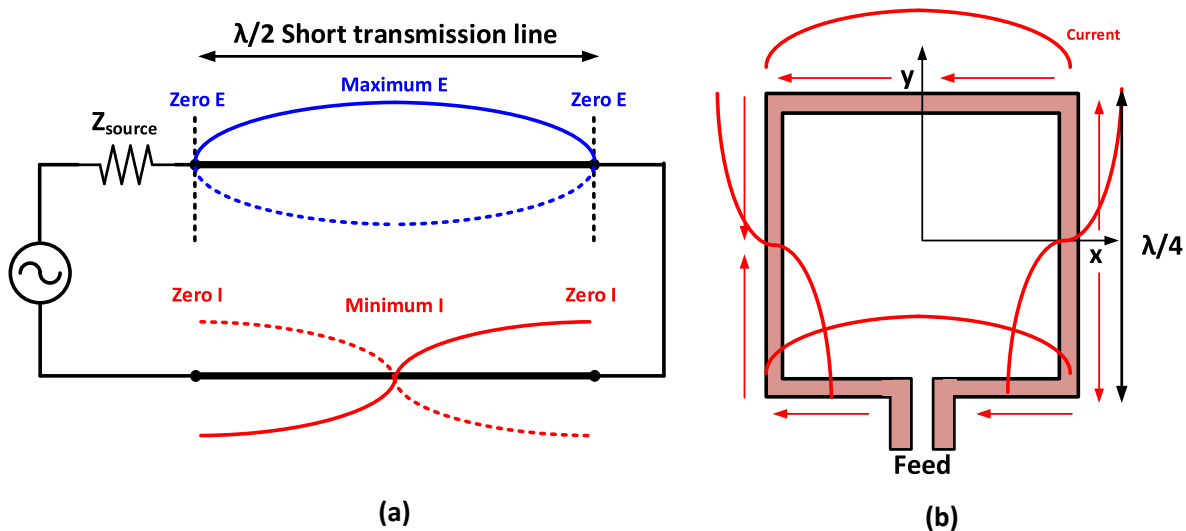 λ/2 Short transmission line
Zero E
Maximum E
Zero E
Zsource
Zero I
Minimum I
Zero I
(a)
Current
y
x
λ/4
Feed
(b)